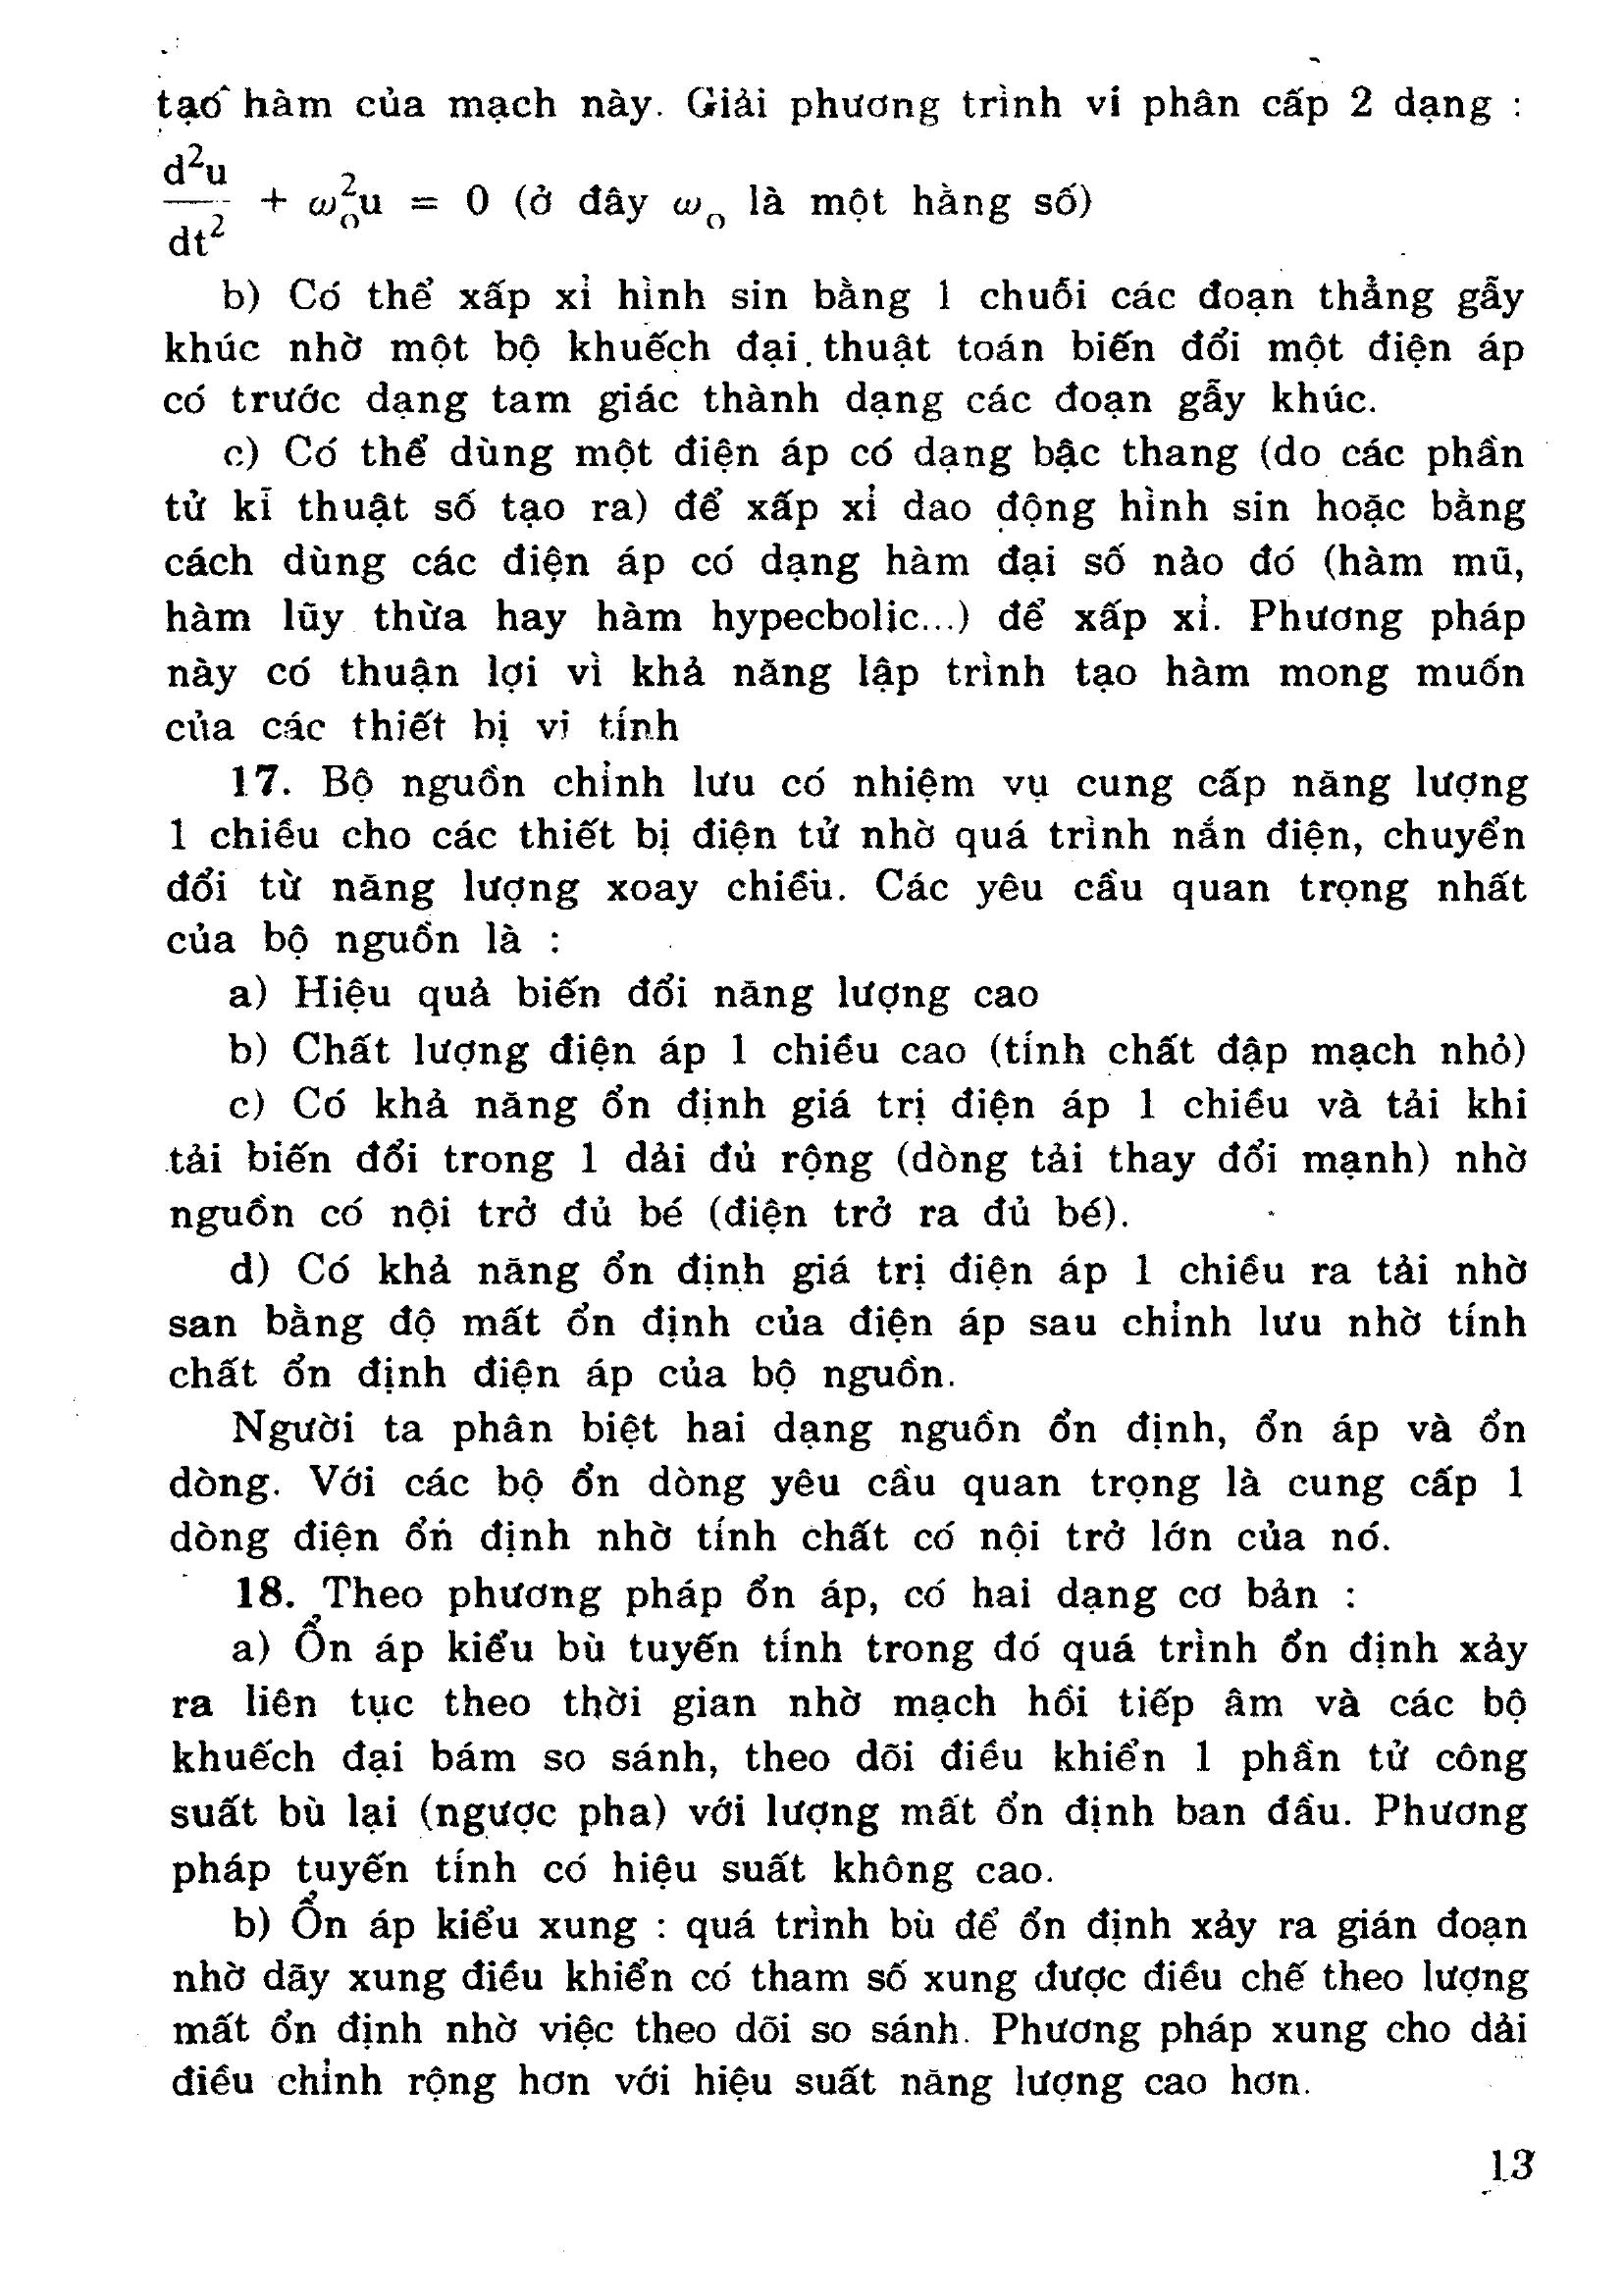 tạo hàm của mạch này. Giải phương trình vi phân cấp 2 dạng :
d²u/dt² + ω₀²u = 0 (ở đây ω₀ là một hằng số)
b) Có thể xấp xỉ hình sin bằng 1 chuỗi các đoạn thẳng gẫy
khúc nhờ một bộ khuếch đại thuật toán biến đổi một điện áp
có trước dạng tam giác thành dạng các đoạn gẫy khúc.
c) Có thể dùng một điện áp có dạng bậc thang (do các phần
tử kĩ thuật số tạo ra) để xấp xỉ dao động hình sin hoặc bằng
cách dùng các điện áp có dạng hàm đại số nào đó (hàm mũ,
hàm lũy thừa hay hàm hypecbolic...) để xấp xỉ. Phương pháp
này có thuận lợi vì khả năng lập trình tạo hàm mong muốn
của các thiết bị vi tính
17. Bộ nguồn chỉnh lưu có nhiệm vụ cung cấp năng lượng
1 chiều cho các thiết bị điện tử nhờ quá trình nắn điện, chuyển
đổi từ năng lượng xoay chiều. Các yêu cầu quan trọng nhất
của bộ nguồn là :
a) Hiệu quả biến đổi năng lượng cao
b) Chất lượng điện áp 1 chiều cao (tính chất đập mạch nhỏ)
c) Có khả năng ổn định giá trị điện áp 1 chiều và tải khi
tải biến đổi trong 1 dải đủ rộng (dòng tải thay đổi mạnh) nhờ
nguồn có nội trở đủ bé (điện trở ra đủ bé).
d) Có khả năng ổn định giá trị điện áp 1 chiều ra tải nhờ
san bằng độ mất ổn định của điện áp sau chỉnh lưu nhờ tính
chất ổn định điện áp của bộ nguồn.
Người ta phân biệt hai dạng nguồn ổn định, ổn áp và ổn
dòng. Với các bộ ổn dòng yêu cầu quan trọng là cung cấp 1
dòng điện ổn định nhờ tính chất có nội trở lớn của nó.
18. Theo phương pháp ổn áp, có hai dạng cơ bản :
a) Ổn áp kiểu bù tuyến tính trong đó quá trình ổn định xảy
ra liên tục theo thời gian nhờ mạch hồi tiếp âm và các bộ
khuếch đại bám so sánh, theo dõi điều khiển 1 phần tử công
suất bù lại (ngược pha) với lượng mất ổn định ban đầu. Phương
pháp tuyến tính có hiệu suất không cao.
b) Ổn áp kiểu xung : quá trình bù để ổn định xảy ra gián đoạn
nhờ dãy xung điều khiển có tham số xung được điều chế theo lượng
mất ổn định nhờ việc theo dõi so sánh. Phương pháp xung cho dải
điều chỉnh rộng hơn với hiệu suất năng lượng cao hơn.
13